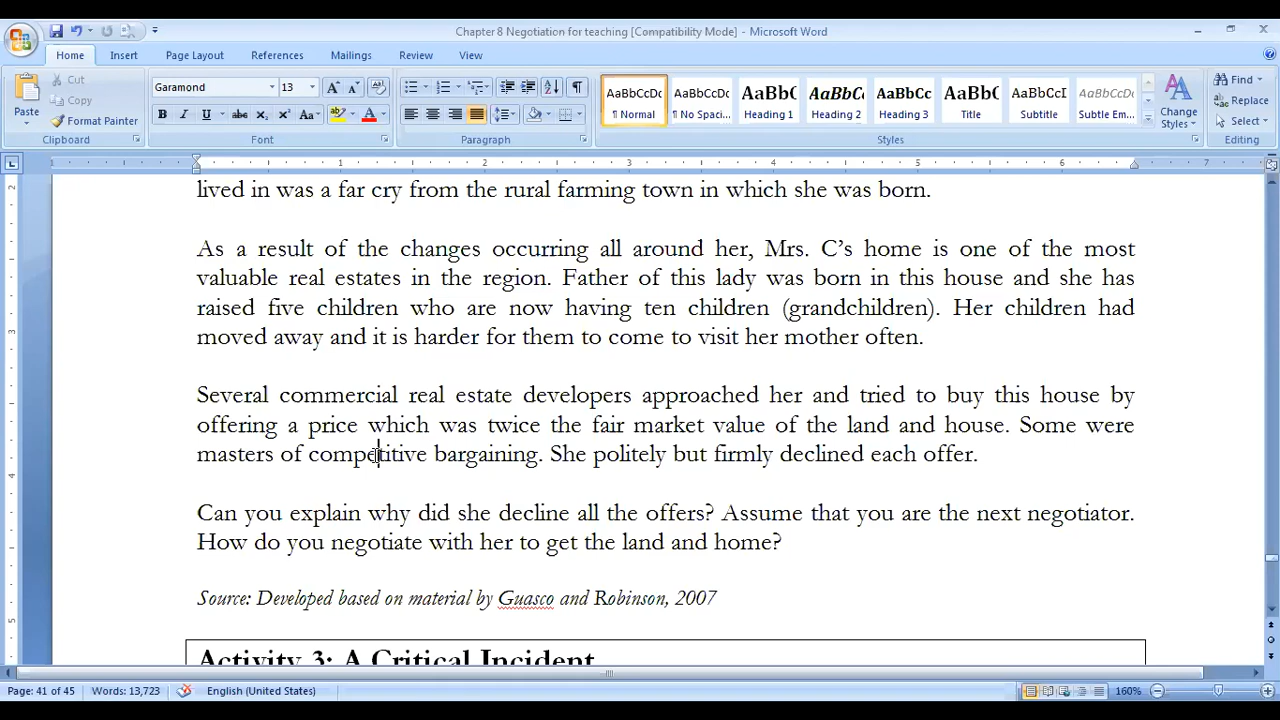 Chapter 8 Negotiation for teaching [Compatibility Mode] - Microsoft Word
Home Insert Page Layout References Mailings Review View
Paste Cut Copy Format Painter Clipboard
Garamond 13 Font
Paragraph
AaBbCcDc AaBbCcDc AaBbC AaBbCc AaBbCc AaBbC AaBbCcI AaBbCcDc
¶ Normal ¶ No Spaci... Heading 1 Heading 2 Heading 3 Title Subtitle Subtle Em...
Styles
Change Styles
Find Replace Select Editing
1 2 3 4 5 6 7
lived in was a far cry from the rural farming town in which she was born.
As a result of the changes occurring all around her, Mrs. C’s home is one of the most
valuable real estates in the region. Father of this lady was born in this house and she has
raised five children who are now having ten children (grandchildren). Her children had
moved away and it is harder for them to come to visit her mother often.
Several commercial real estate developers approached her and tried to buy this house by
offering a price which was twice the fair market value of the land and house. Some were
masters of competitive bargaining. She politely but firmly declined each offer.
Can you explain why did she decline all the offers? Assume that you are the next negotiator.
How do you negotiate with her to get the land and home?
Source: Developed based on material by Guasco and Robinson, 2007
Activity 3: A Critical Incident
Page: 41 of 45 Words: 13,723 English (United States) 160%